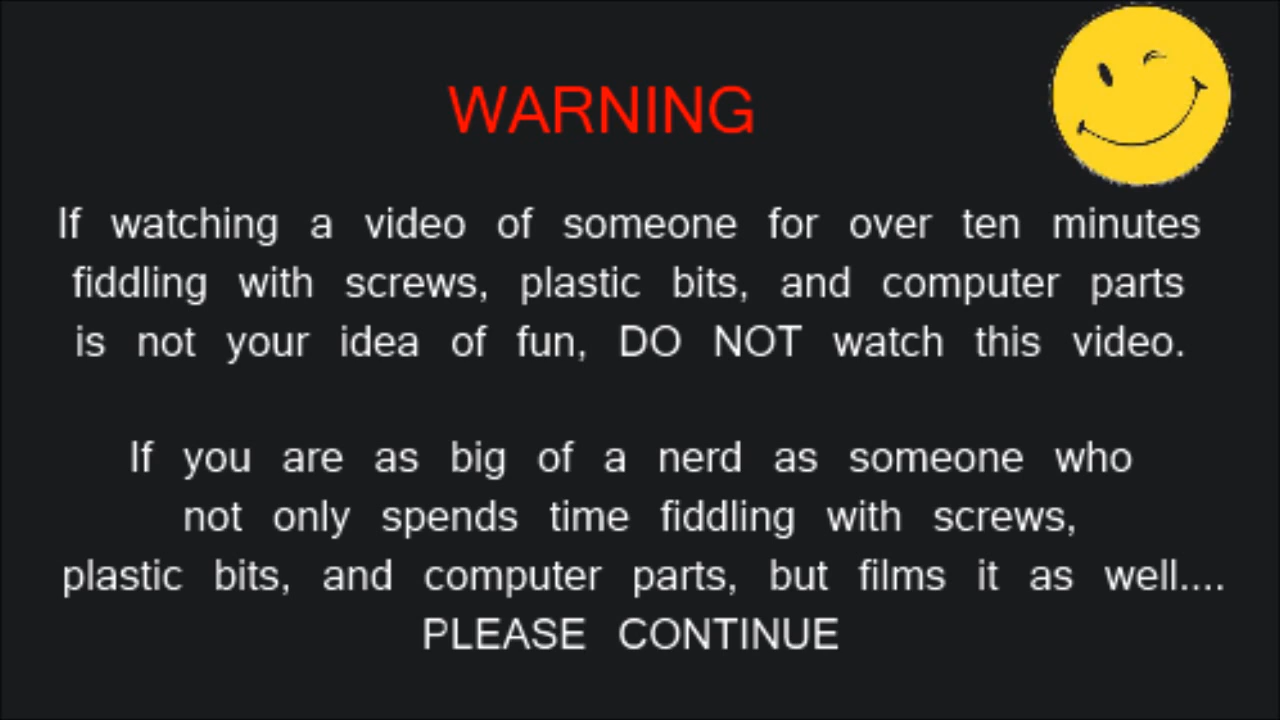 WARNING
If watching a video of someone for over ten minutes
fiddling with screws, plastic bits, and computer parts
is not your idea of fun, DO NOT watch this video.
If you are as big of a nerd as someone who
not only spends time fiddling with screws,
plastic bits, and computer parts, but films it as well....
PLEASE CONTINUE